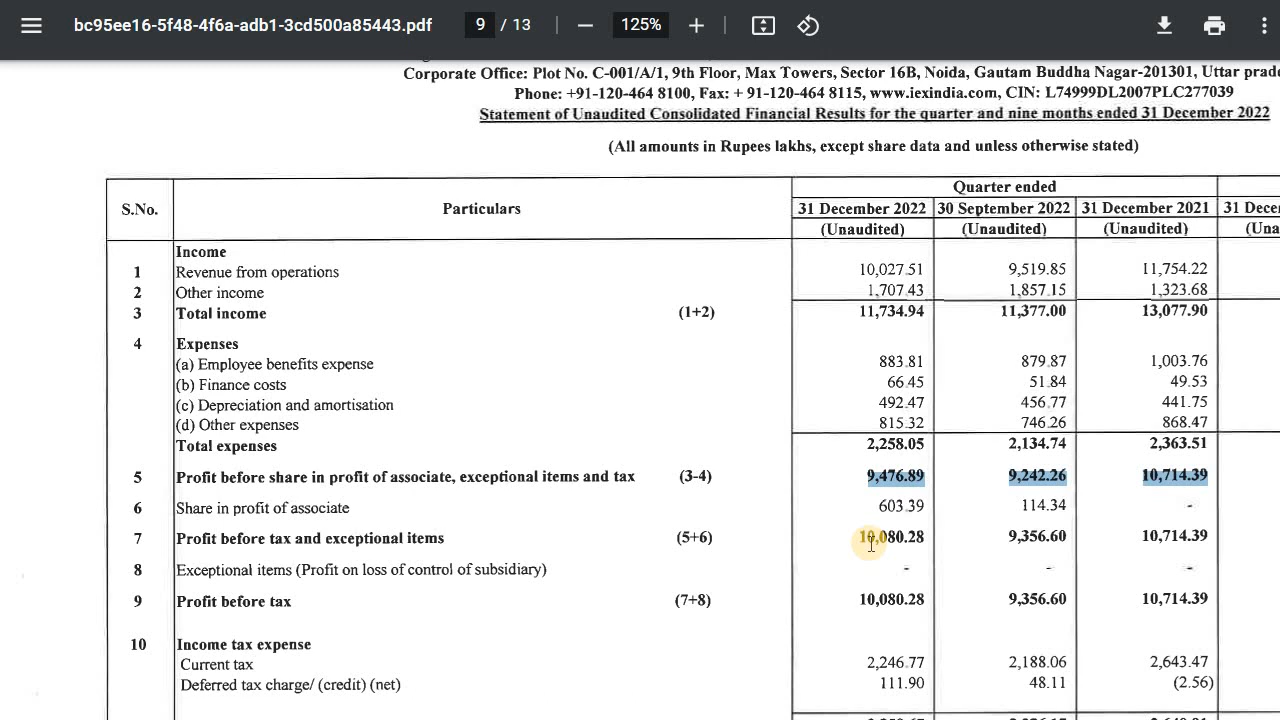 bc95ee16-5f48-4f6a-adb1-3cd500a85443.pdf 9 / 13 125%
Corporate Office: Plot No. C-001/A/1, 9th Floor, Max Towers, Sector 16B, Noida, Gautam Buddha Nagar-201301, Uttar prade
Phone: +91-120-464 8100, Fax: + 91-120-464 8115, www.iexindia.com, CIN: L74999DL2007PLC277039
Statement of Unaudited Consolidated Financial Results for the quarter and nine months ended 31 December 2022
(All amounts in Rupees lakhs, except share data and unless otherwise stated)
Quarter ended
S.No. Particulars 31 December 2022 30 September 2022 31 December 2021 31 Dece
(Unaudited) (Unaudited) (Unaudited) (Una
Income
1 Revenue from operations 10,027.51 9,519.85 11,754.22
2 Other income 1,707.43 1,857.15 1,323.68
3 Total income (1+2) 11,734.94 11,377.00 13,077.90
4 Expenses
(a) Employee benefits expense 883.81 879.87 1,003.76
(b) Finance costs 66.45 51.84 49.53
(c) Depreciation and amortisation 492.47 456.77 441.75
(d) Other expenses 815.32 746.26 868.47
Total expenses 2,258.05 2,134.74 2,363.51
5 Profit before share in profit of associate, exceptional items and tax (3-4) 9,476.89 9,242.26 10,714.39
6 Share in profit of associate 603.39 114.34 -
7 Profit before tax and exceptional items (5+6) 10,080.28 9,356.60 10,714.39
8 Exceptional items (Profit on loss of control of subsidiary) - - -
9 Profit before tax (7+8) 10,080.28 9,356.60 10,714.39
10 Income tax expense
Current tax 2,246.77 2,188.06 2,643.47
Deferred tax charge/ (credit) (net) 111.90 48.11 (2.56)